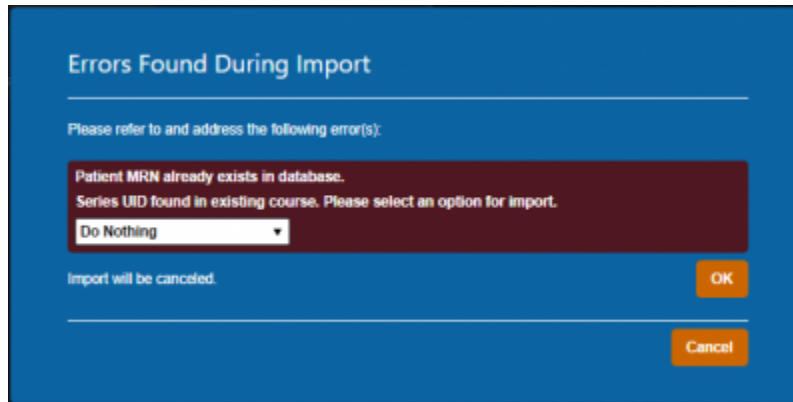 Errors Found During Import
Please refer to and address the following error(s):
Patient MRN already exists in database.
Series UID found in existing course. Please select an option for import.
Do Nothing
Import will be canceled.
OK
Cancel